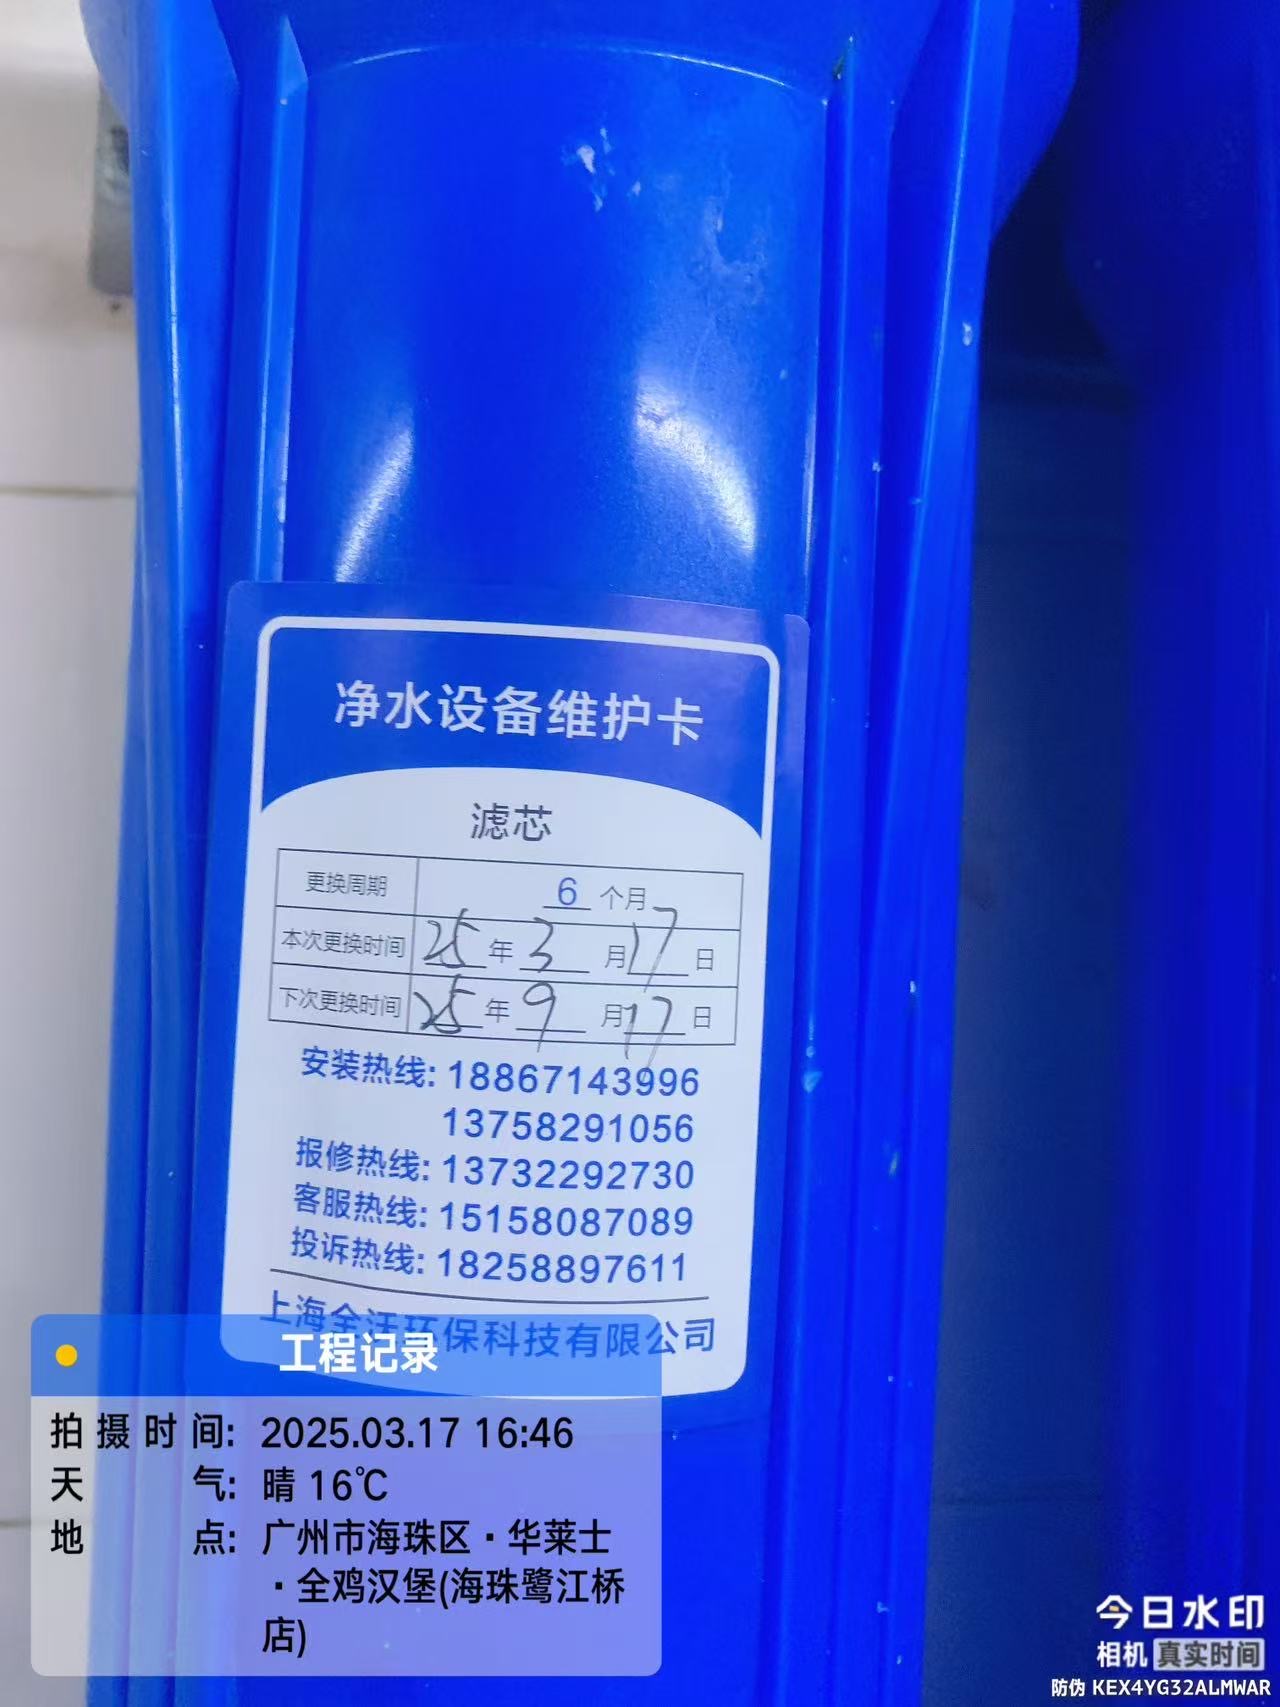 净水设备维护卡
滤芯
更换周期 6 个月
本次更换时间 25 年 3 月 17 日
下次更换时间 25 年 9 月 17 日
安装热线: 18867143996
13758291056
报修热线: 13732292730
客服热线: 15158087089
投诉热线: 18258897611
上海全 环保科技有限公司
工程记录
拍摄时间: 2025.03.17 16:46
天气: 晴 16℃
地点: 广州市海珠区·华莱士
·全鸡汉堡(海珠鹭江桥
店)
今日水印
相机 真实时间
防伪 KEX4YG32ALMWAR